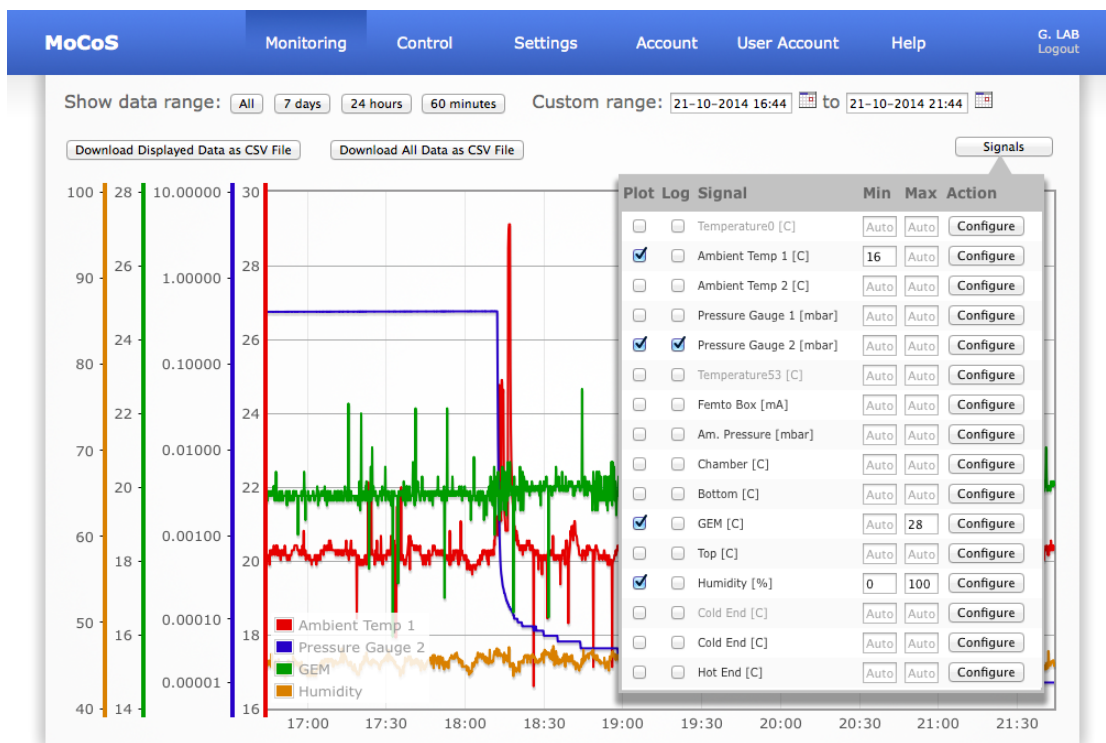 MoCoS Monitoring Control Settings Account User Account Help G. LAB
Logout
Show data range: All 7 days 24 hours 60 minutes Custom range: 21-10-2014 16:44 to 21-10-2014 21:44
Download Displayed Data as CSV File Download All Data as CSV File Signals
Plot Log Signal Min Max Action
Temperature0 [C] Auto Auto Configure
Ambient Temp 1 [C] 16 Auto Configure
Ambient Temp 2 [C] Auto Auto Configure
Pressure Gauge 1 [mbar] Auto Auto Configure
Pressure Gauge 2 [mbar] Auto Auto Configure
Temperature53 [C] Auto Auto Configure
Femto Box [mA] Auto Auto Configure
Am. Pressure [mbar] Auto Auto Configure
Chamber [C] Auto Auto Configure
Bottom [C] Auto Auto Configure
GEM [C] Auto 28 Configure
Top [C] Auto Auto Configure
Humidity [%] 0 100 Configure
Cold End [C] Auto Auto Configure
Cold End [C] Auto Auto Configure
Hot End [C] Auto Auto Configure
100
90
80
70
60
50
40
28
26
24
22
20
18
16
14
10.00000
1.00000
0.10000
0.01000
0.00100
0.00010
0.00001
30
28
26
24
22
20
18
16
Ambient Temp 1
Pressure Gauge 2
GEM
Humidity
17:00 17:30 18:00 18:30 19:00 19:30 20:00 20:30 21:00 21:30